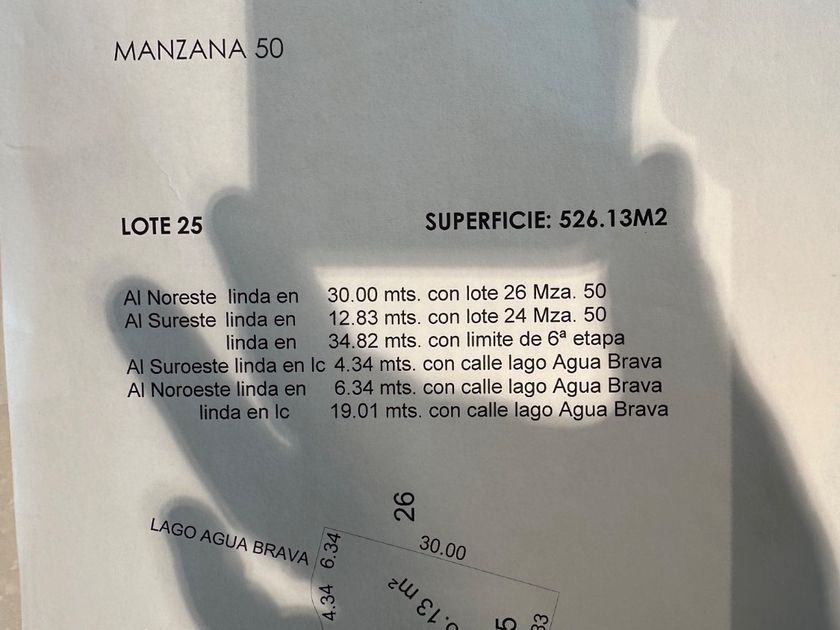 MANZANA 50
LOTE 25 SUPERFICIE: 526.13M2
Al Noreste linda en 30.00 mts. con lote 26 Mza. 50
Al Sureste linda en 12.83 mts. con lote 24 Mza. 50
linda en 34.82 mts. con limite de 6ª etapa
Al Suroeste linda en lc 4.34 mts. con calle lago Agua Brava
Al Noroeste linda en 6.34 mts. con calle lago Agua Brava
linda en lc 19.01 mts. con calle lago Agua Brava
26
LAGO AGUA BRAVA
6.34
30.00
4.34
.13 m²